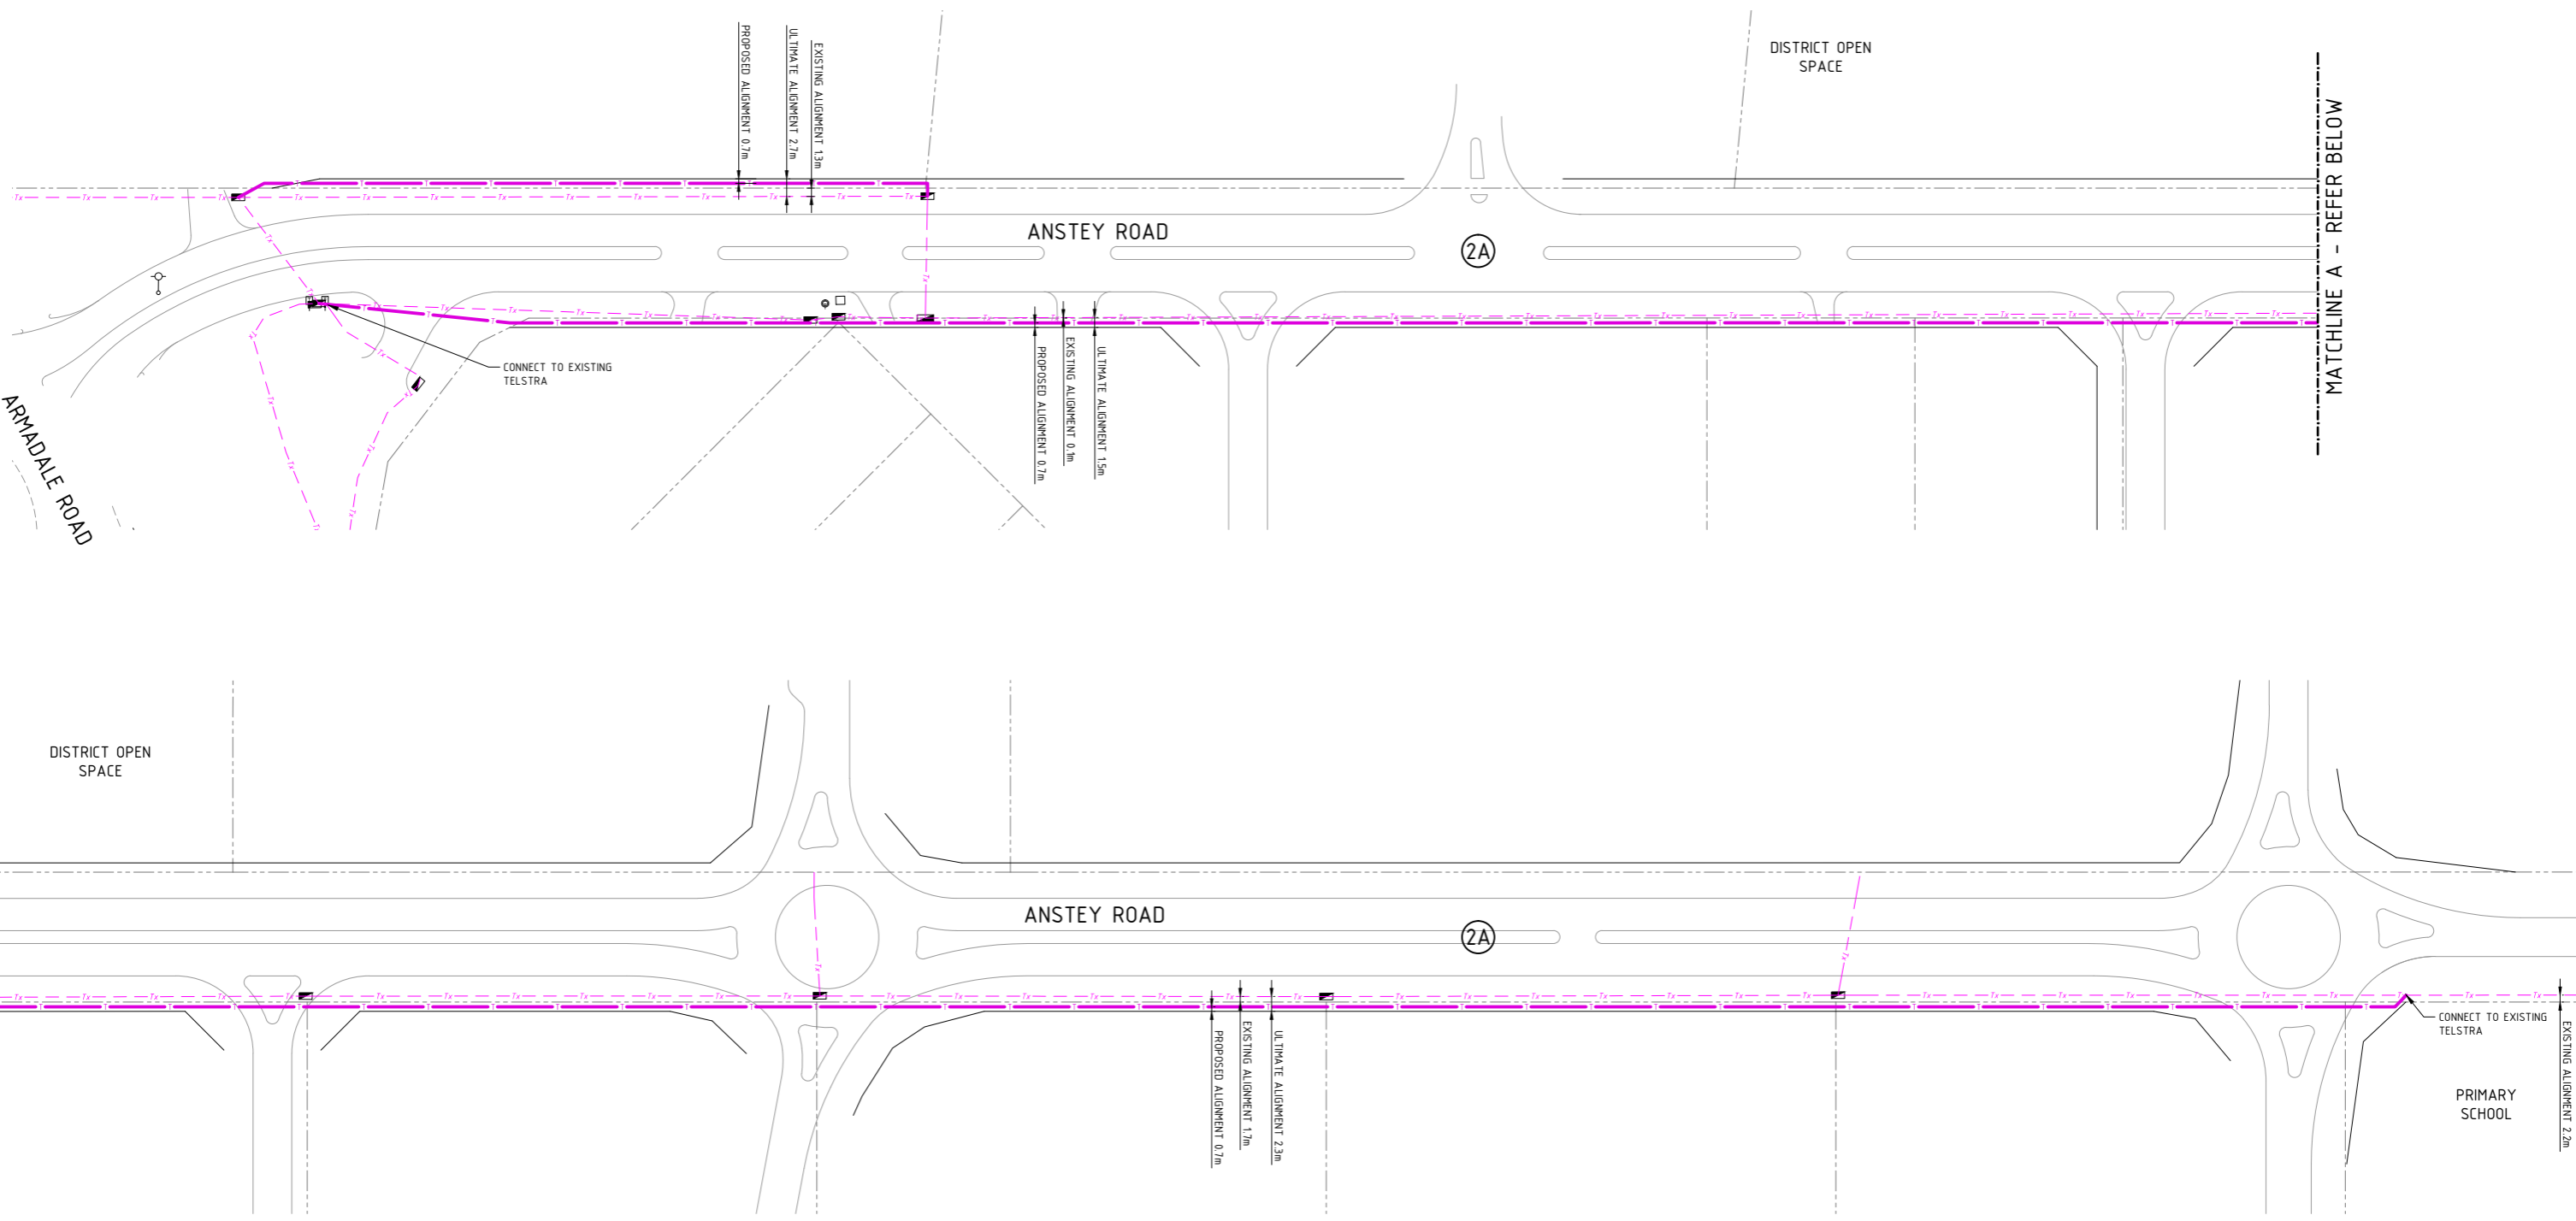 PROPOSED ALIGNMENT 0.7m
ULTIMATE ALIGNMENT 2.7m
EXISTING ALIGNMENT 1.3m
DISTRICT OPEN
SPACE
MATCHLINE A - REFER BELOW
ANSTEY ROAD
2A
CONNECT TO EXISTING
TELSTRA
PROPOSED ALIGNMENT 0.7m
EXISTING ALIGNMENT 0.1m
ULTIMATE ALIGNMENT 1.5m
ARMADALE ROAD
DISTRICT OPEN
SPACE
ANSTEY ROAD
2A
PROPOSED ALIGNMENT 0.7m
EXISTING ALIGNMENT 1.7m
ULTIMATE ALIGNMENT 2.3m
CONNECT TO EXISTING
TELSTRA
PRIMARY
SCHOOL
EXISTING ALIGNMENT 2.2m